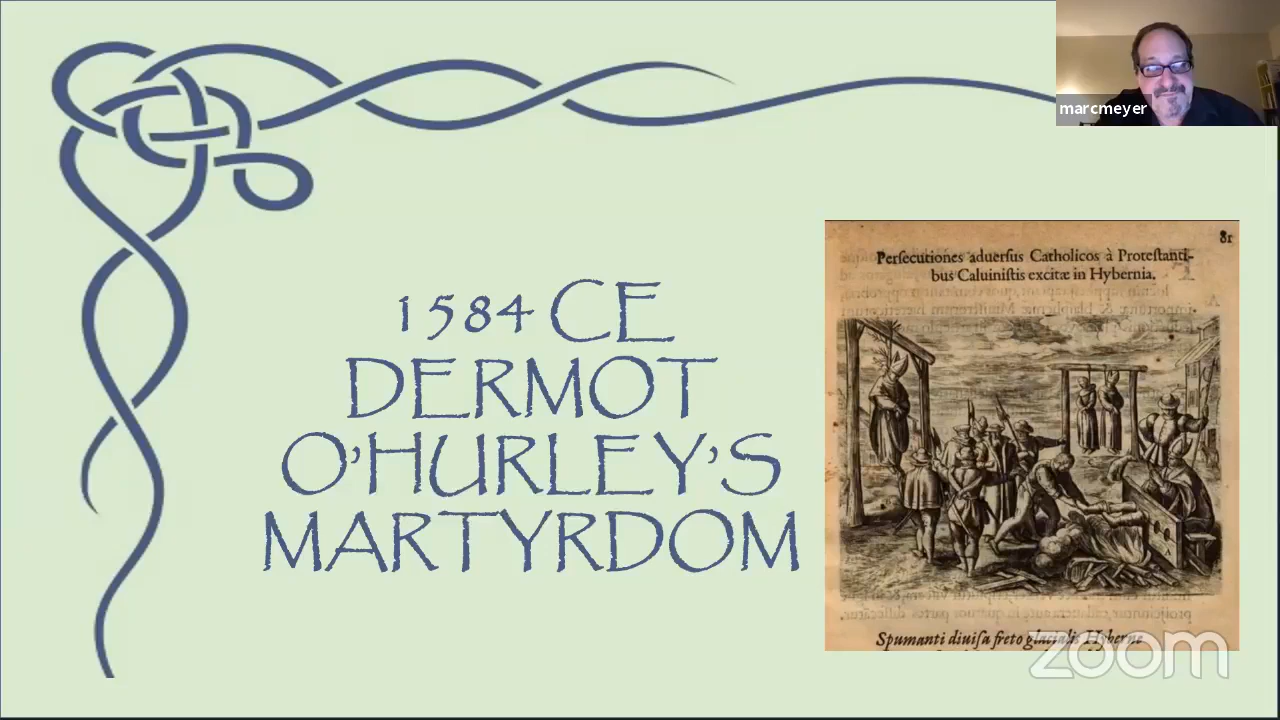 marcmeyer
1584 CE
DERMOT
O'HURLEY'S
MARTYRDOM
81
Perſecutiones aduerſus Catholicos à Proteſtanti-
bus Caluiniſtis excitæ in Hybernia.
Spumanti diuiſa freto glacialis Hyberne
zoom